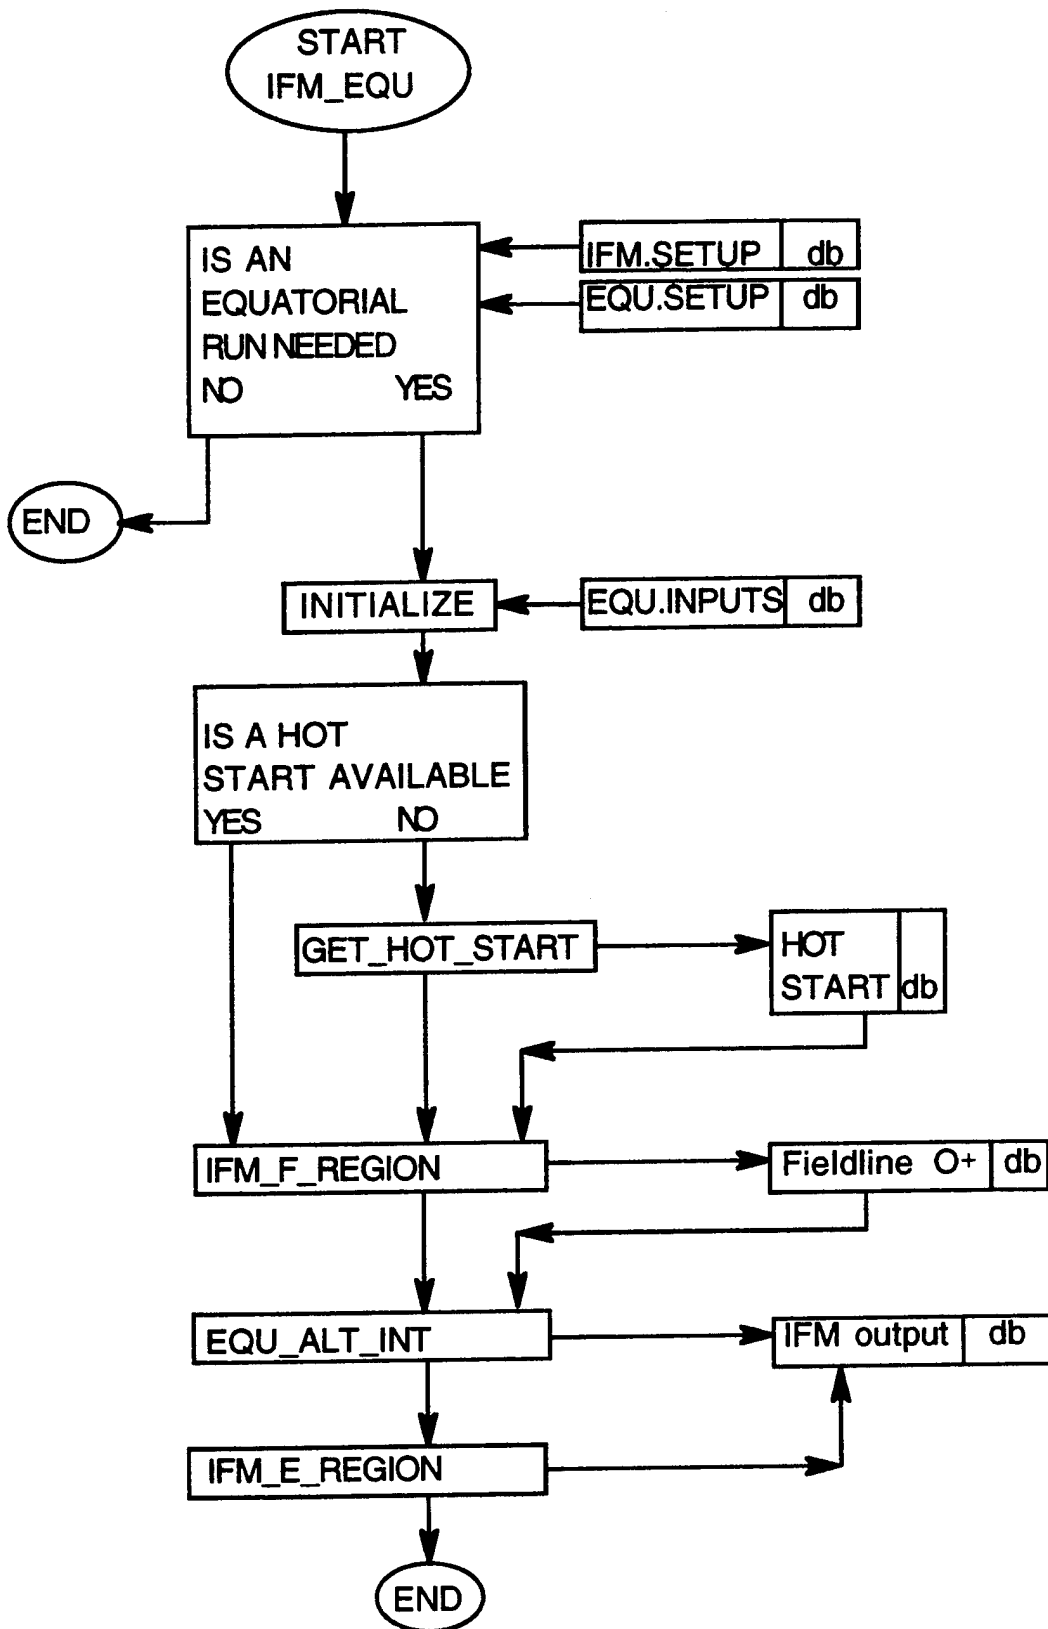 START
IFM_EQU
IS AN
EQUATORIAL
RUN NEEDED
NO YES
IFM.SETUP db
EQU.SETUP db
END
INITIALIZE
EQU.INPUTS db
IS A HOT
START AVAILABLE
YES NO
GET_HOT_START
HOT
START db
IFM_F_REGION
Fieldline O+ db
EQU_ALT_INT
IFM output db
IFM_E_REGION
END